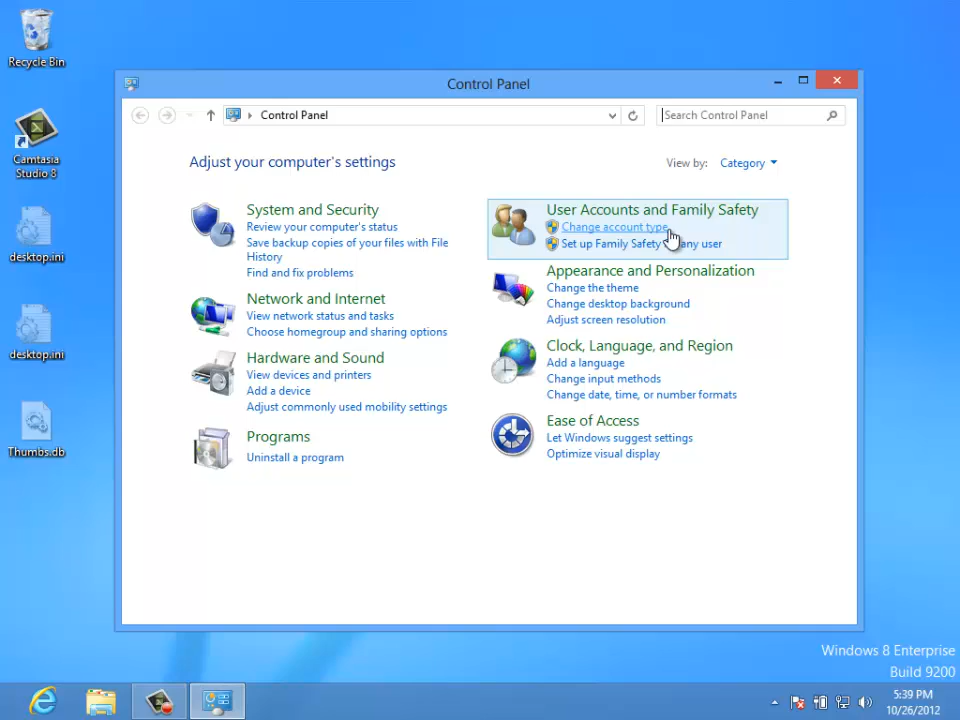 Recycle Bin
Camtasia
Studio 8
desktop.ini
desktop.ini
Thumbs.db
Control Panel
Control Panel
Search Control Panel
Adjust your computer's settings
View by:
Category
System and Security
Review your computer's status
Save backup copies of your files with File
History
Find and fix problems
Network and Internet
View network status and tasks
Choose homegroup and sharing options
Hardware and Sound
View devices and printers
Add a device
Adjust commonly used mobility settings
Programs
Uninstall a program
User Accounts and Family Safety
Change account type
Set up Family Safety any user
Appearance and Personalization
Change the theme
Change desktop background
Adjust screen resolution
Clock, Language, and Region
Add a language
Change input methods
Change date, time, or number formats
Ease of Access
Let Windows suggest settings
Optimize visual display
Windows 8 Enterprise
Build 9200
5:39 PM
10/26/2012